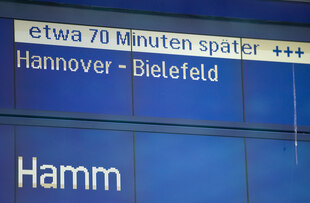 etwa 70 Minuten später +++
Hannover - Bielefeld
Hamm